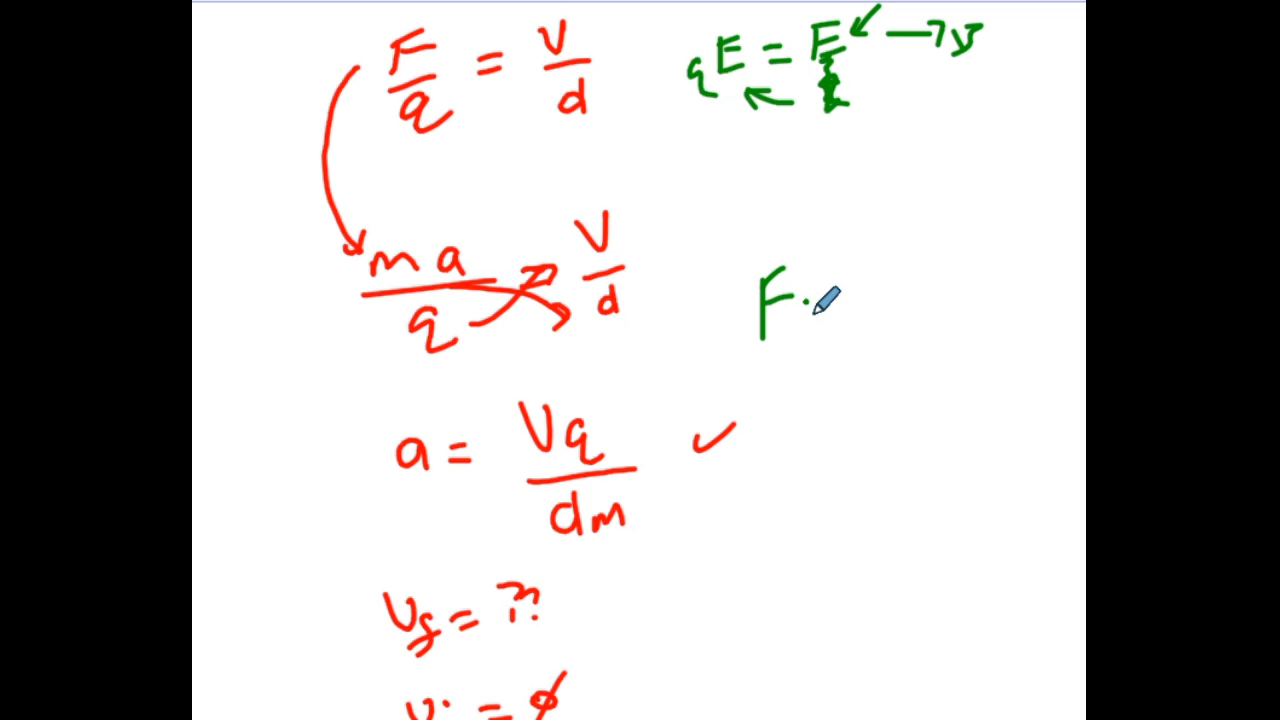 F/q = V/d
qE = F → y
ma/q = V/d
F
a = Vq/dm ✓
Vf = ??